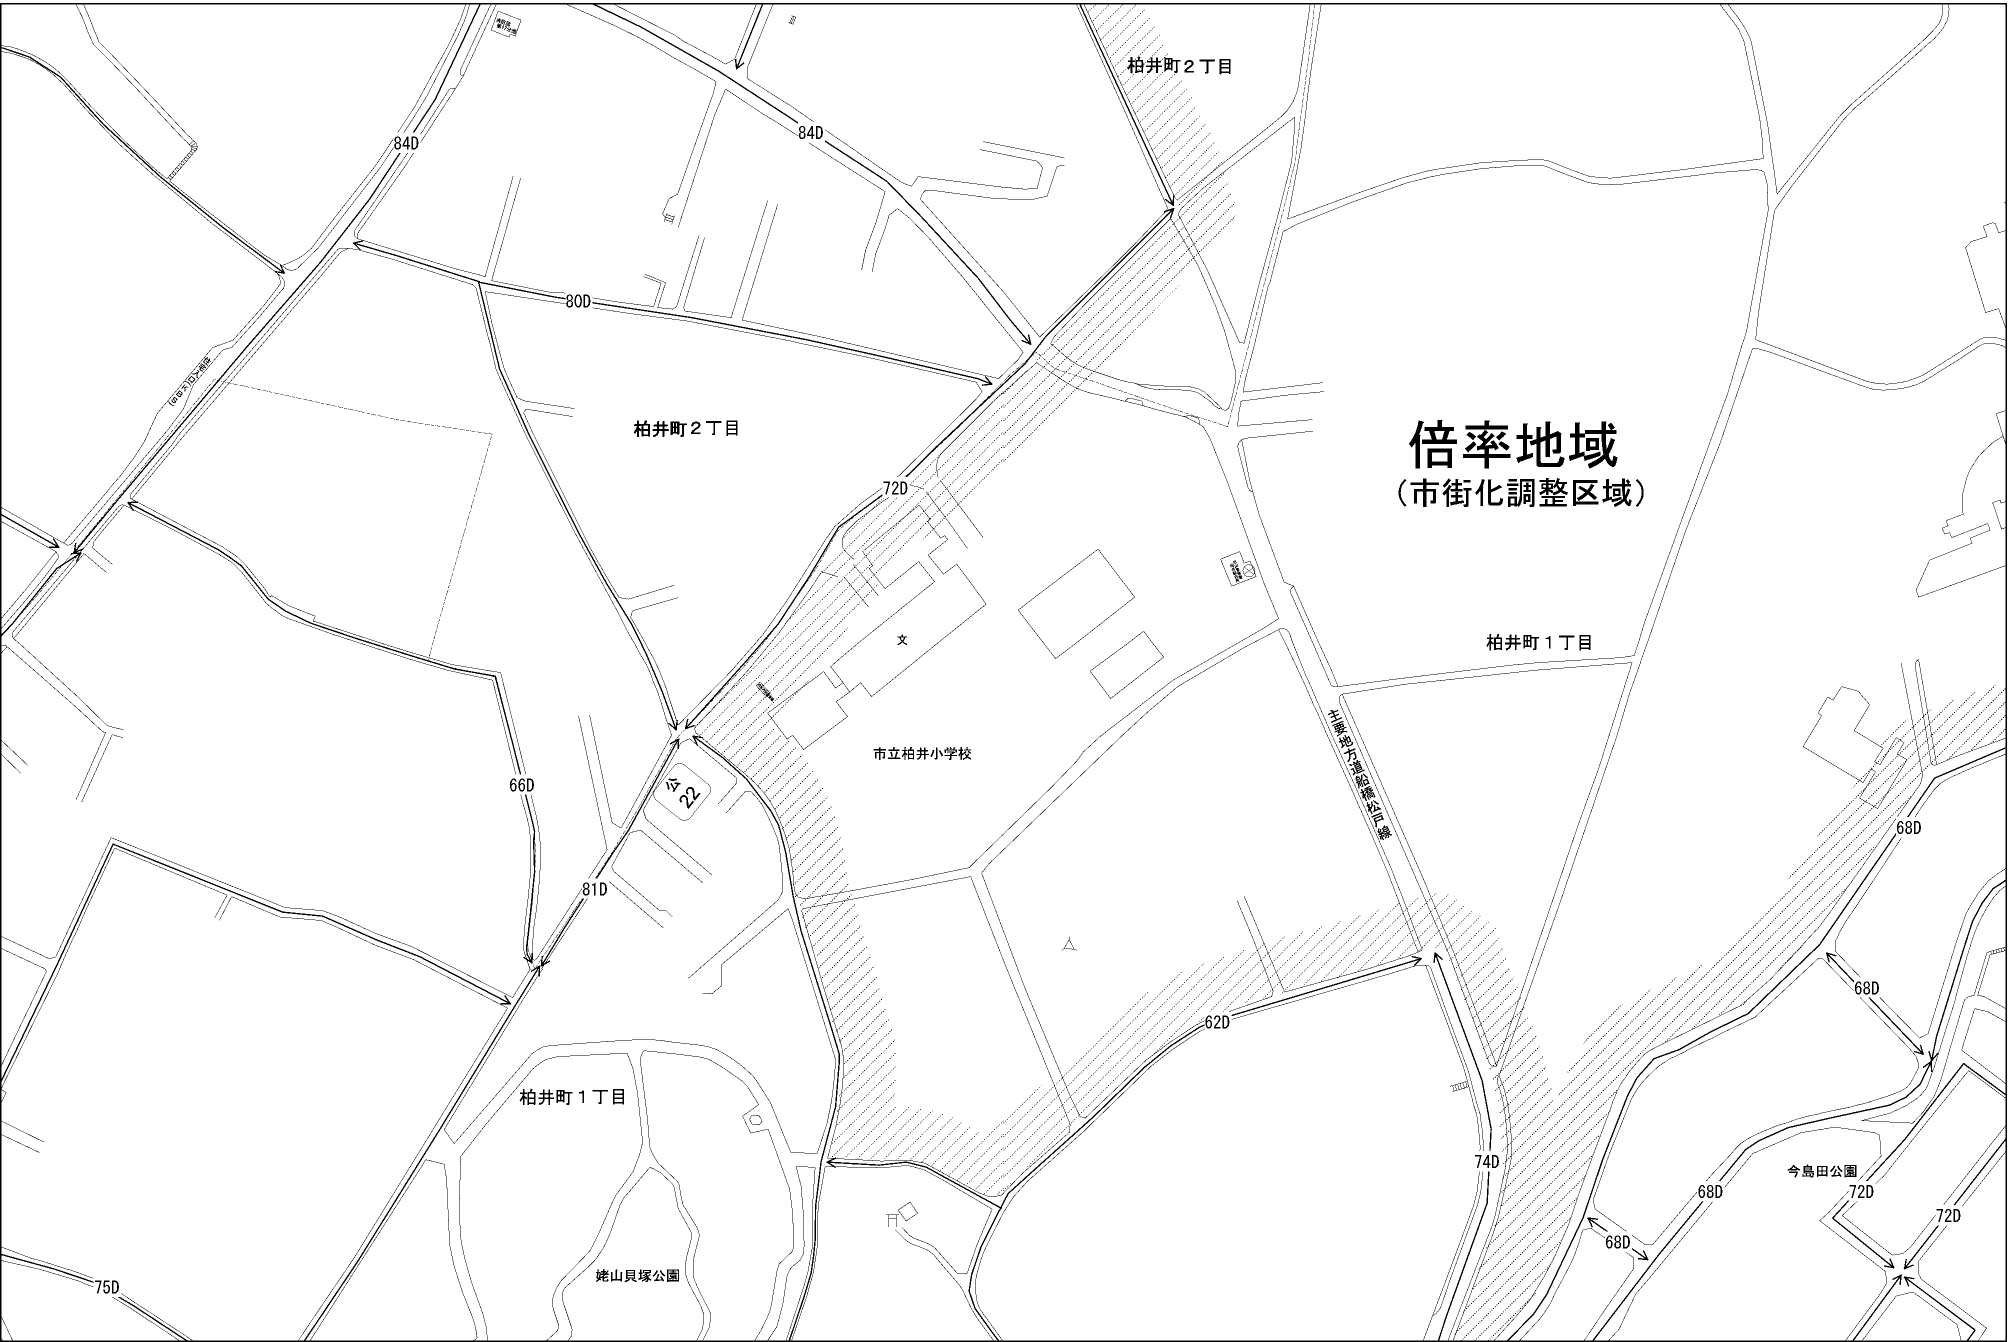 柏井町２丁目
84D
84D
80D
柏井町２丁目
倍率地域
（市街化調整区域）
72D
文
柏井町１丁目
主要地方道船橋松戸線
市立柏井小学校
66D
公
22
68D
81D
68D
62D
柏井町１丁目
74D
今島田公園
72D
68D
72D
68D
姥山貝塚公園
75D